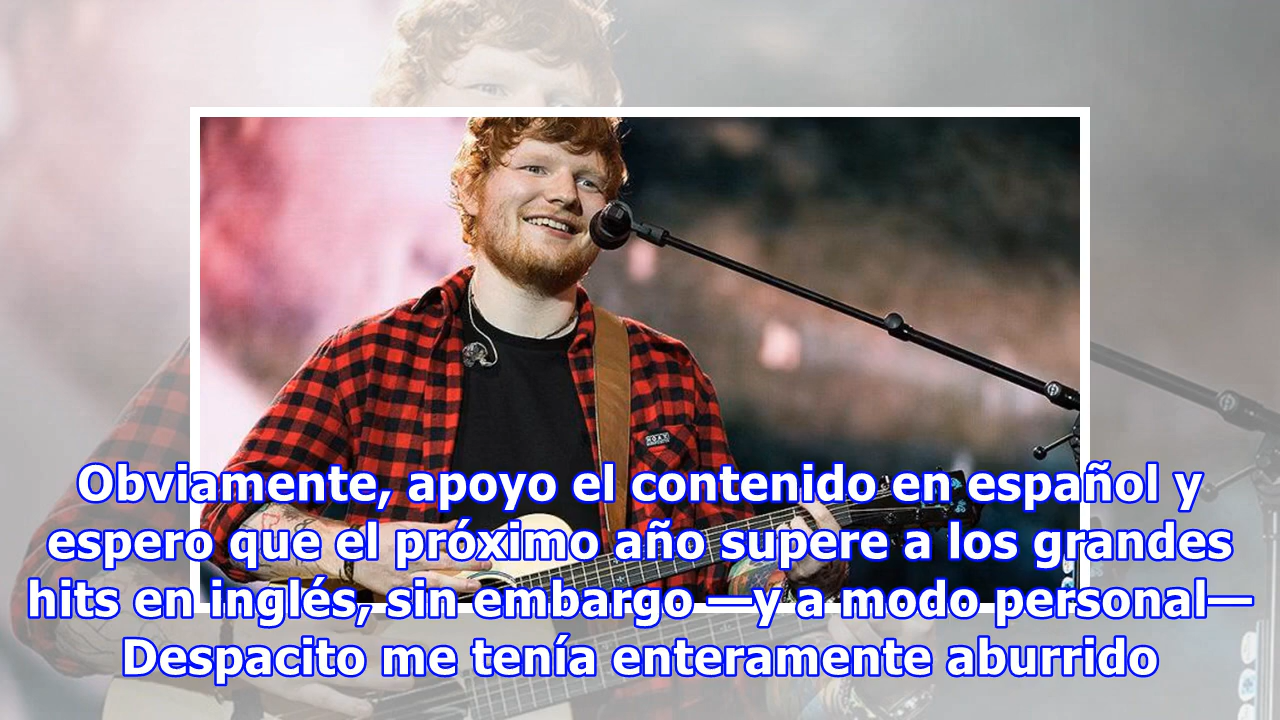 Obviamente, apoyo el contenido en español y
espero que el próximo año supere a los grandes
hits en inglés, sin embargo —y a modo personal—
Despacito me tenía enteramente aburrido